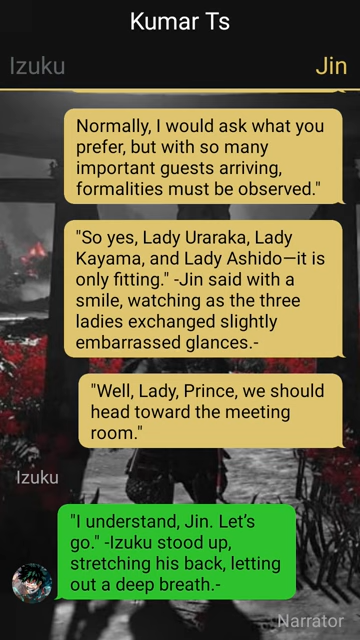 Kumar Ts
Izuku
Jin
Normally, I would ask what you
prefer, but with so many
important guests arriving,
formalities must be observed."
"So yes, Lady Uraraka, Lady
Kayama, and Lady Ashido—it is
only fitting." -Jin said with a
smile, watching as the three
ladies exchanged slightly
embarrassed glances.-
"Well, Lady, Prince, we should
head toward the meeting
room."
Izuku
"I understand, Jin. Let’s
go." -Izuku stood up,
stretching his back, letting
out a deep breath.-
Narrator